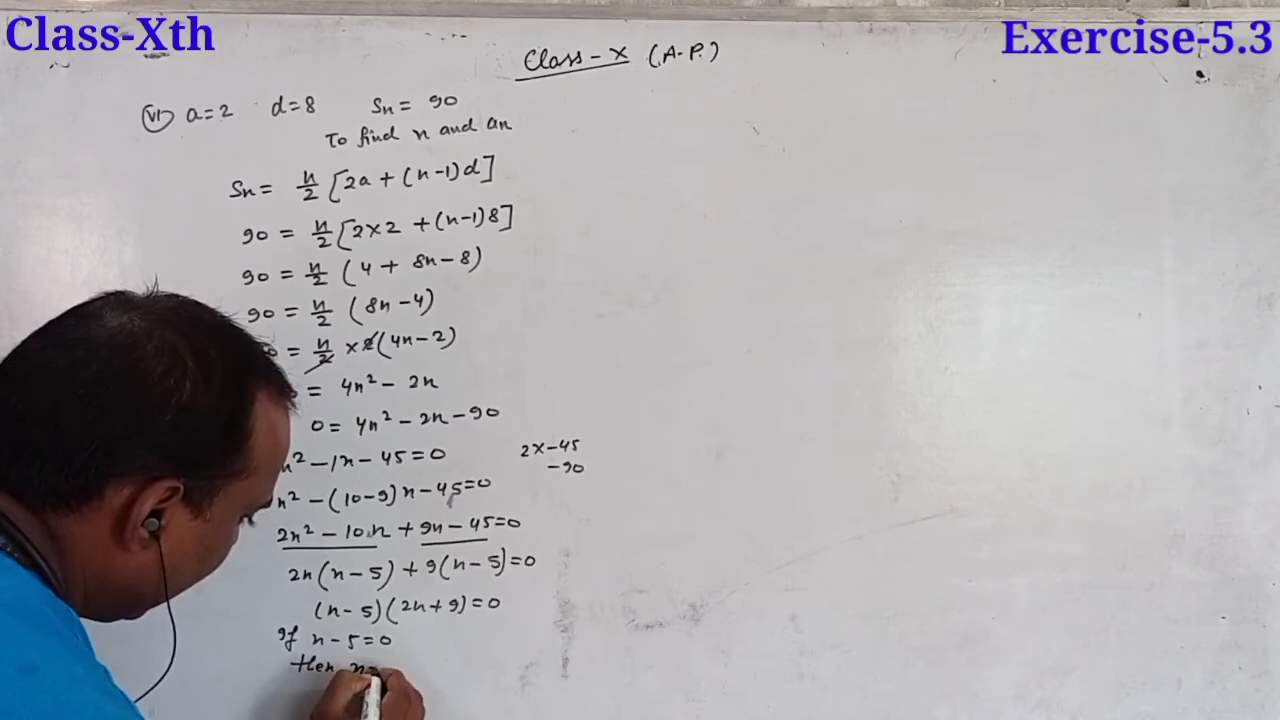 Class-Xth
Exercise-5.3
Class - X (A.P.)
(VI) a=2 d=8 Sn = 90
To find n and an
Sn = n/2 [2a + (n-1)d]
90 = n/2 [2×2 + (n-1)8]
90 = n/2 (4 + 8n - 8)
90 = n/2 (8n - 4)
= n/2 × 2 (4n - 2)
= 4n² - 2n
0 = 4n² - 2n - 90
n² - 1n - 45 = 0
2×-45
-90
n² - (10-9)n - 45 = 0
2n² - 10n + 9n - 45 = 0
2n(n-5) + 9(n-5) = 0
(n-5)(2n+9) = 0
If n - 5 = 0
then n =